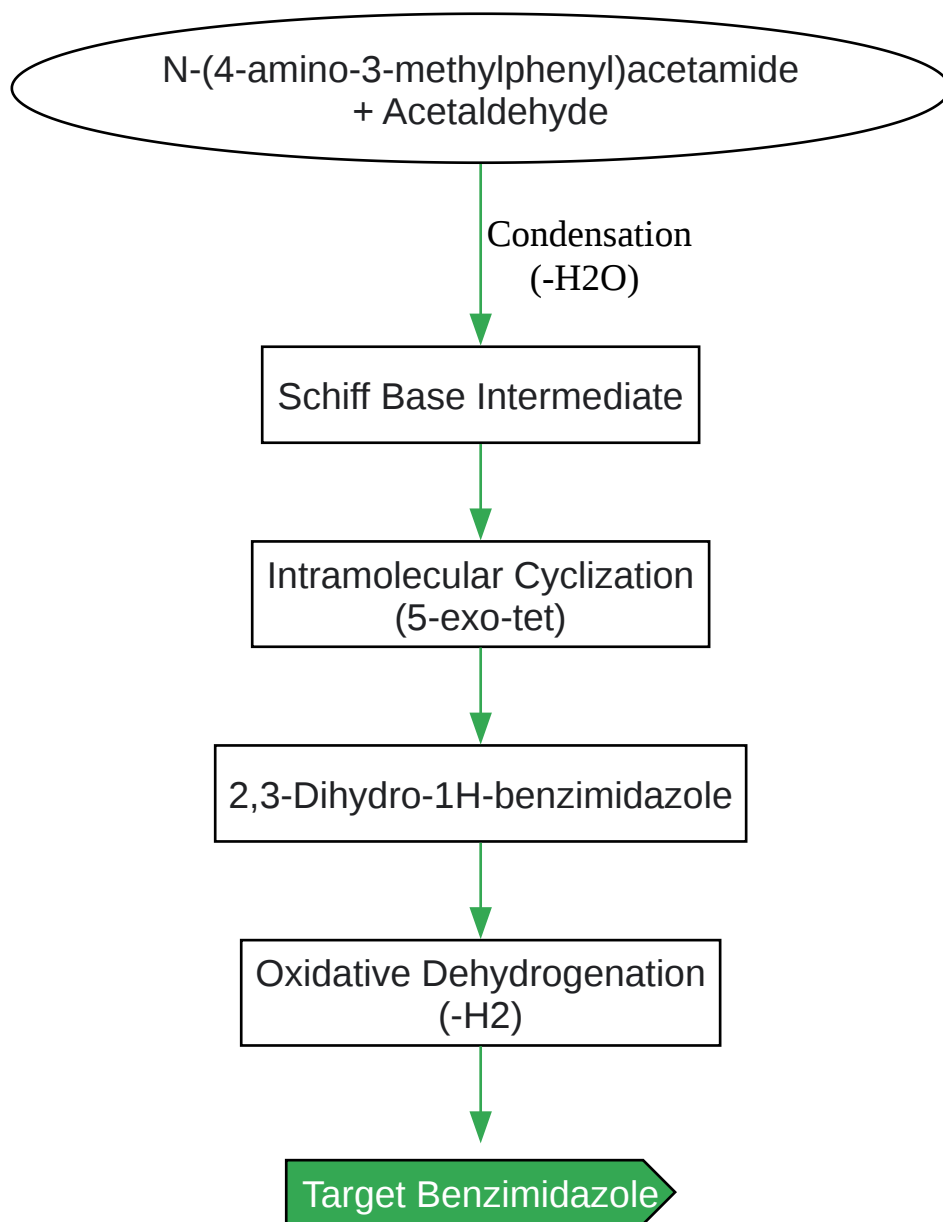 N-(4-amino-3-methylphenyl)acetamide
+ Acetaldehyde
Condensation
(-H2O)
Schiff Base Intermediate
Intramolecular Cyclization
(5-exo-tet)
2,3-Dihydro-1H-benzimidazole
Oxidative Dehydrogenation
(-H2)
Target Benzimidazole